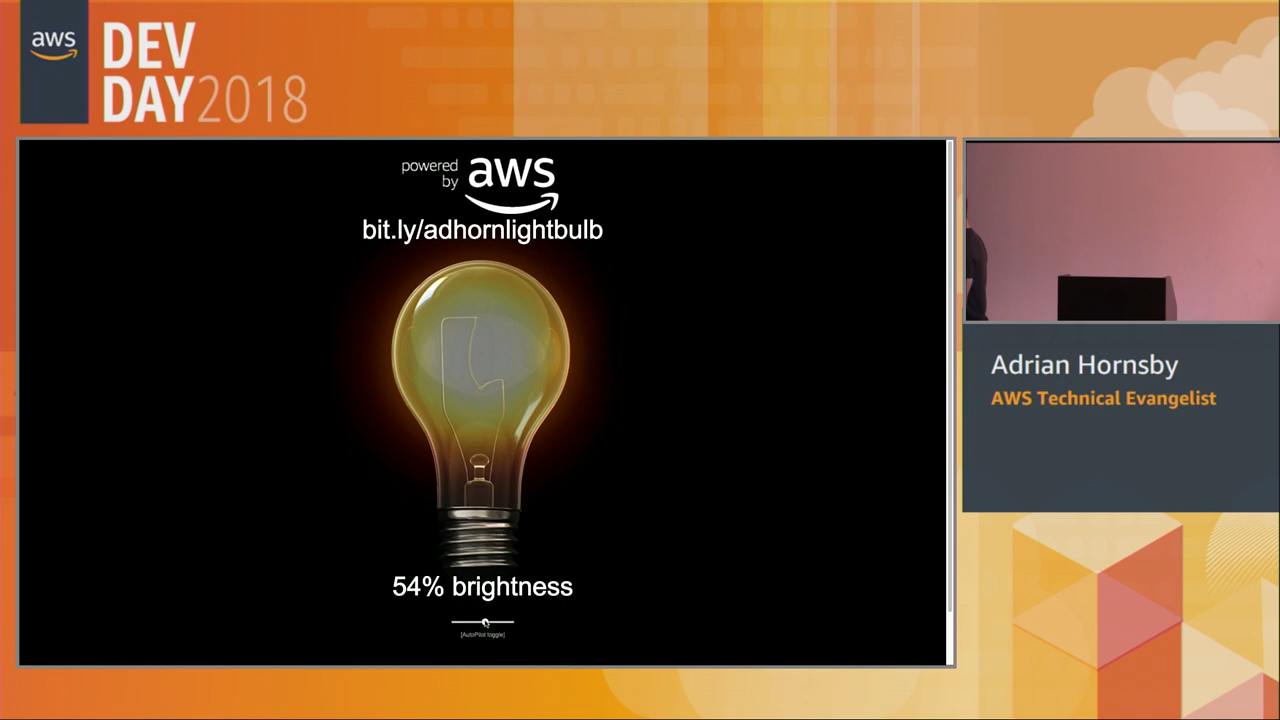 aws
DEV
DAY2018
powered
by
aws
bit.ly/adhornlightbulb
54% brightness
[AutoPilot toggle]
Adrian Hornsby
AWS Technical Evangelist